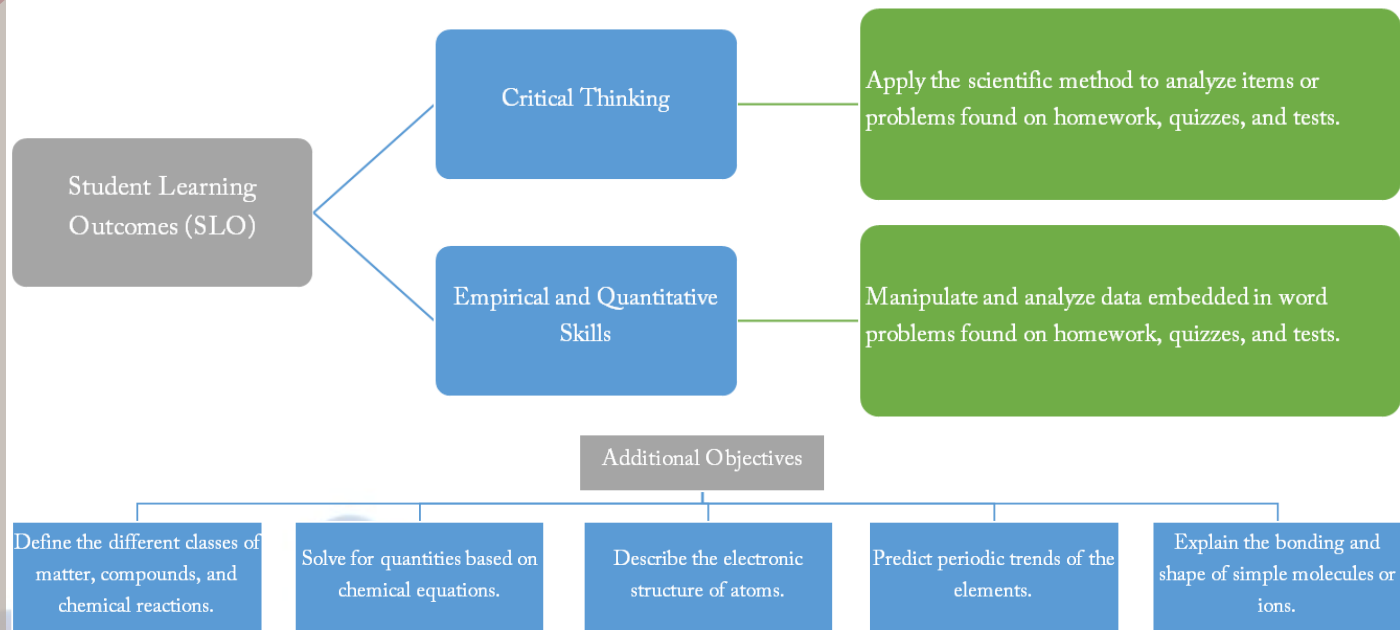 Student Learning
Outcomes (SLO)
Critical Thinking
Apply the scientific method to analyze items or
problems found on homework, quizzes, and tests.
Empirical and Quantitative
Skills
Manipulate and analyze data embedded in word
problems found on homework, quizzes, and tests.
Additional Objectives
Define the different classes of
matter, compounds, and
chemical reactions.
Solve for quantities based on
chemical equations.
Describe the electronic
structure of atoms.
Predict periodic trends of the
elements.
Explain the bonding and
shape of simple molecules or
ions.